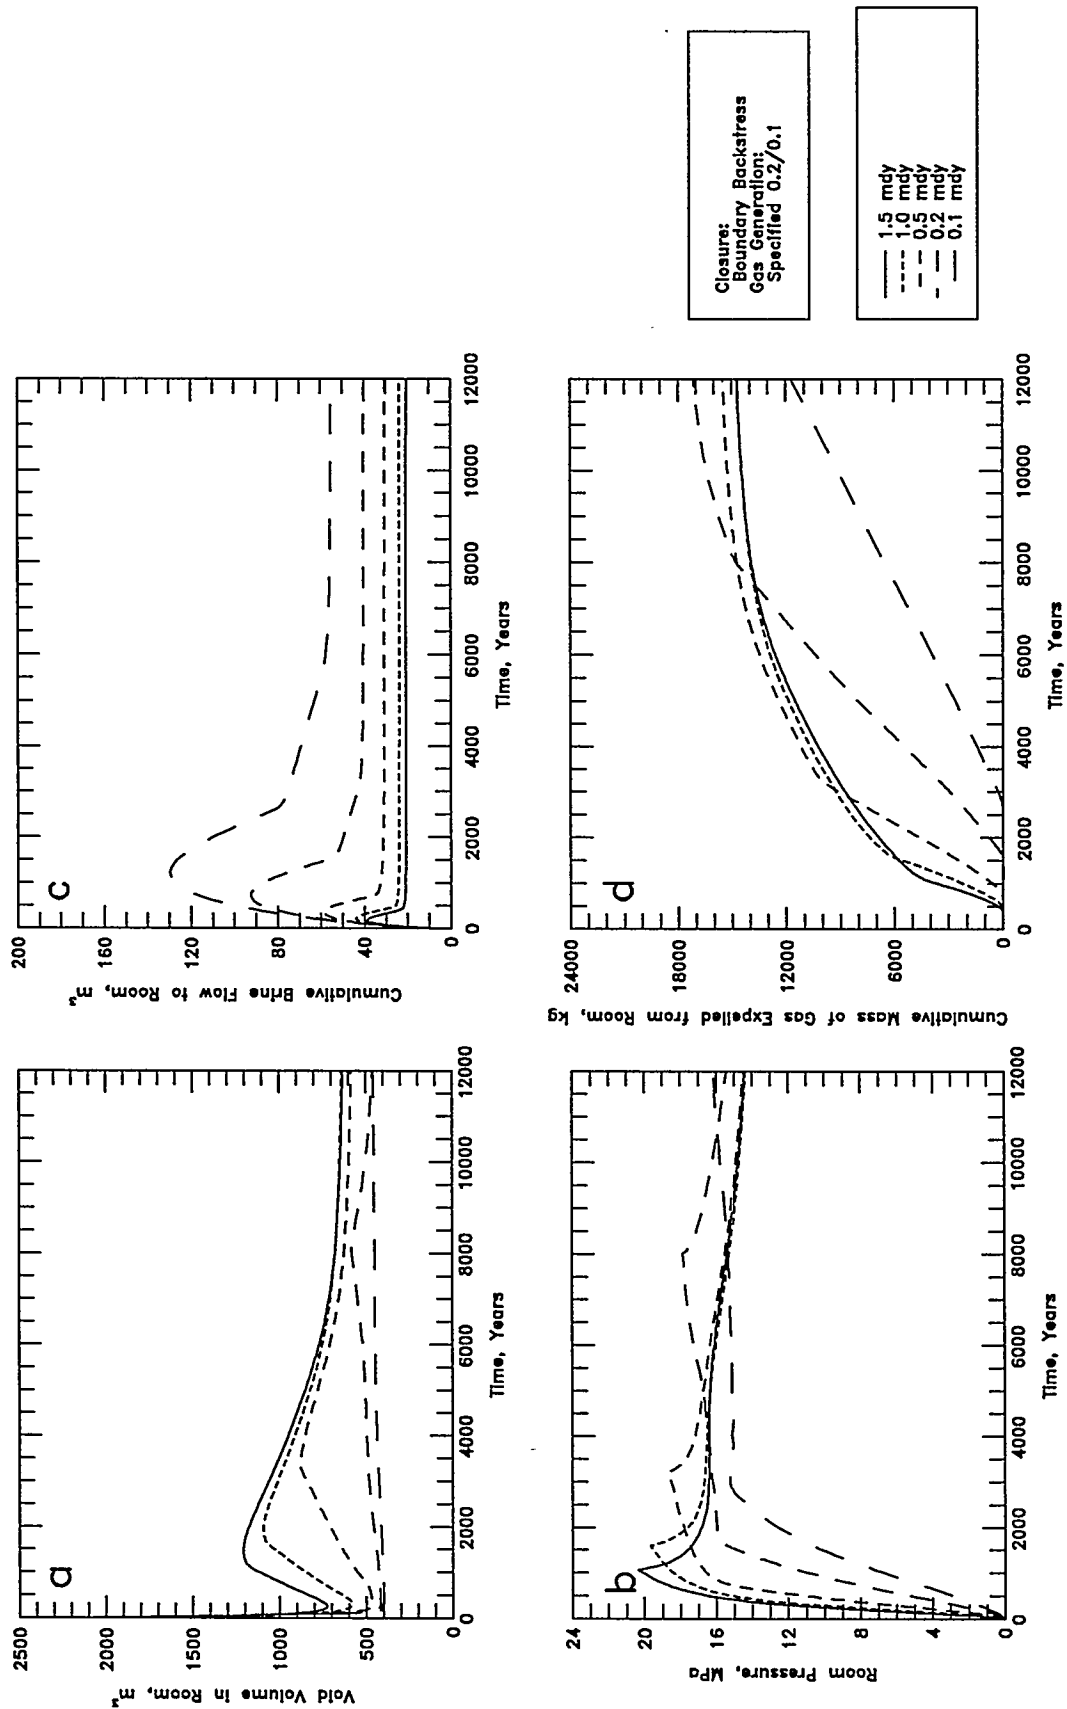 a
2500
2000
1500
1000
500
0
Void Volume in Room, m³
0
2000
4000
6000
8000
10000
12000
Time, Years
c
200
160
120
80
40
0
Cumulative Brine Flow to Room, m³
0
2000
4000
6000
8000
10000
12000
Time, Years
b
24
20
16
12
8
4
0
Room Pressure, MPa
0
2000
4000
6000
8000
10000
12000
Time, Years
d
24000
18000
12000
6000
0
Cumulative Mass of Gas Expelled from Room, kg
0
2000
4000
6000
8000
10000
12000
Time, Years
Closure:
Boundary Backstress
Gas Generation:
Specified 0.2/0.1
1.5 mdy
1.0 mdy
0.5 mdy
0.2 mdy
0.1 mdy